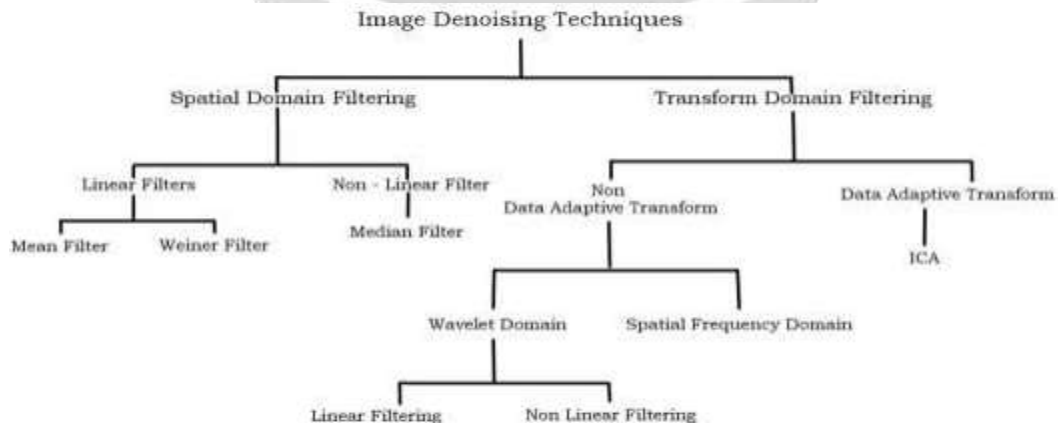 Image Denoising Techniques
Spatial Domain Filtering
Transform Domain Filtering
Linear Filters
Non - Linear Filter
Non
Data Adaptive Transform
Data Adaptive Transform
Mean Filter
Weiner Filter
Median Filter
ICA
Wavelet Domain
Spatial Frequency Domain
Linear Filtering
Non Linear Filtering